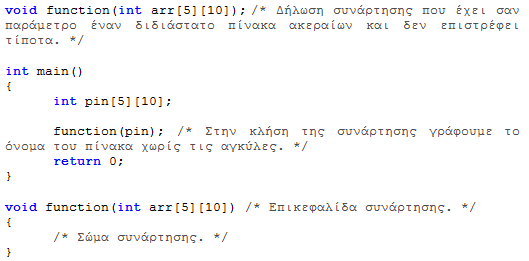 void function(int arr[5][10]); /* Δήλωση συνάρτησης που έχει σαν
παράμετρο έναν διδιάστατο πίνακα ακεραίων και δεν επιστρέφει
τίποτα. */
int main()
{
int pin[5][10];
function(pin); /* Στην κλήση της συνάρτησης γράφουμε το
όνομα του πίνακα χωρίς τις αγκύλες. */
return 0;
}
void function(int arr[5][10]) /* Επικεφαλίδα συνάρτησης. */
{
/* Σώμα συνάρτησης. */
}